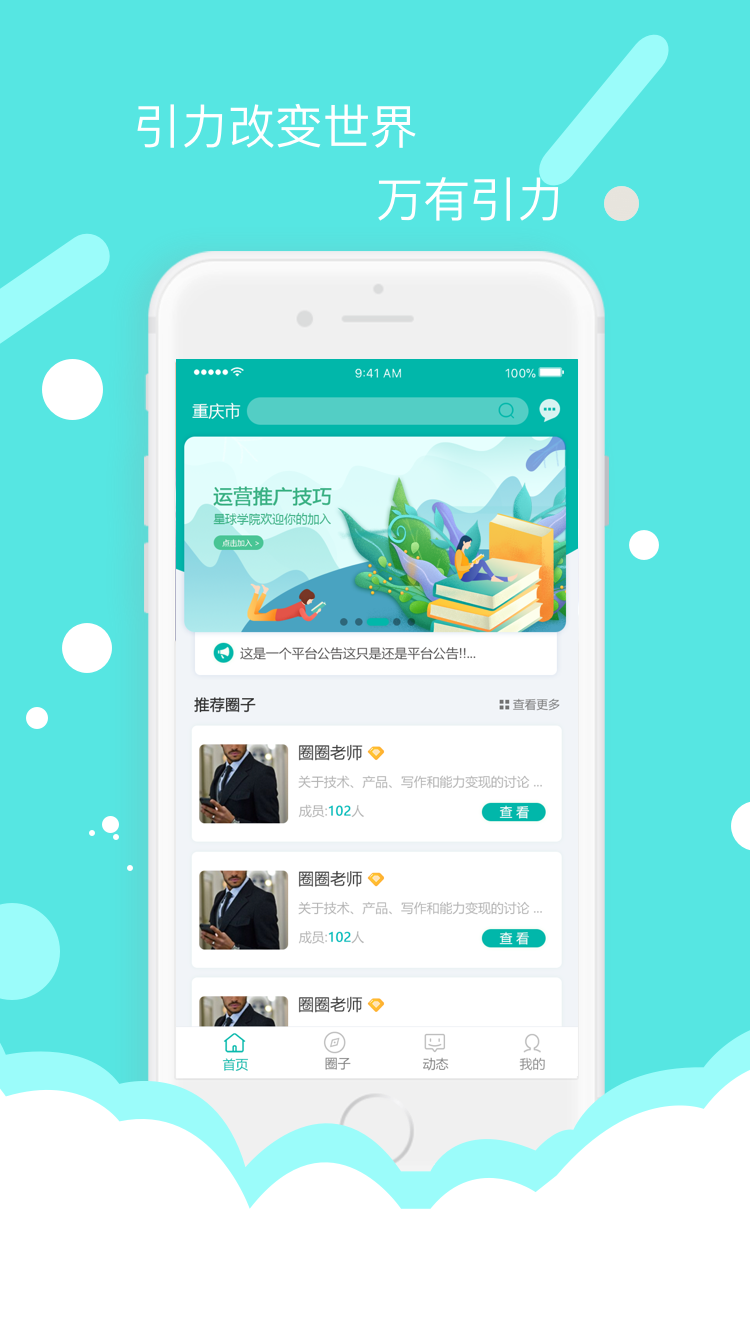 引力改变世界
万有引力
9:41 AM
100%
重庆市
运营推广技巧
星球学院欢迎你的加入
点击加入 >
这是一个平台公告这只是还是平台公告!!...
推荐圈子
查看更多
圈圈老师
关于技术、产品、写作和能力变现的讨论 ...
成员:102人
查 看
圈圈老师
关于技术、产品、写作和能力变现的讨论 ...
成员:102人
查 看
圈圈老师
首页
圈子
动态
我的